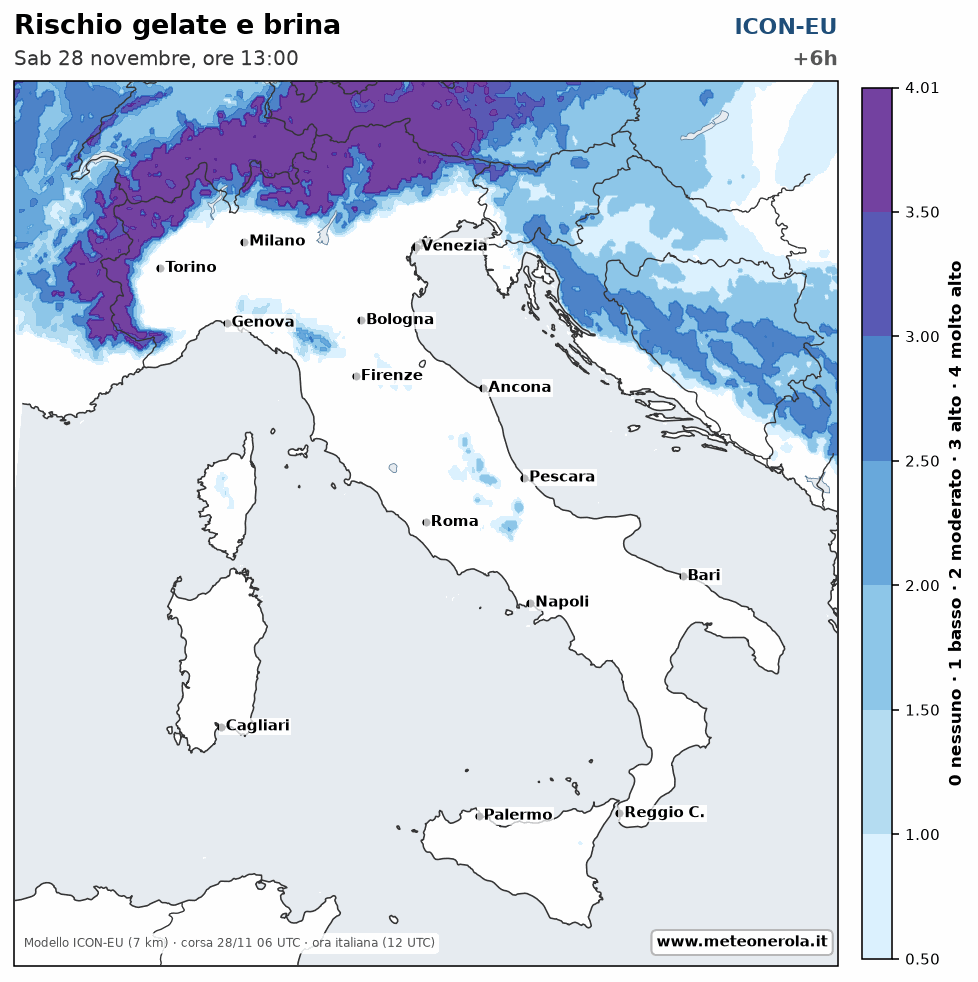 Rischio gelate e brina
ICON-EU
Sab 28 novembre, ore 13:00
+6h
4.01
3.50
3.00
2.50
2.00
1.50
1.00
0.50
0 nessuno · 1 basso · 2 moderato · 3 alto · 4 molto alto
Milano
Venezia
Torino
Genova
Bologna
Firenze
Ancona
Pescara
Roma
Bari
Napoli
Cagliari
Palermo
Reggio C.
Modello ICON-EU (7 km) · corsa 28/11 06 UTC · ora italiana (12 UTC)
www.meteonerola.it